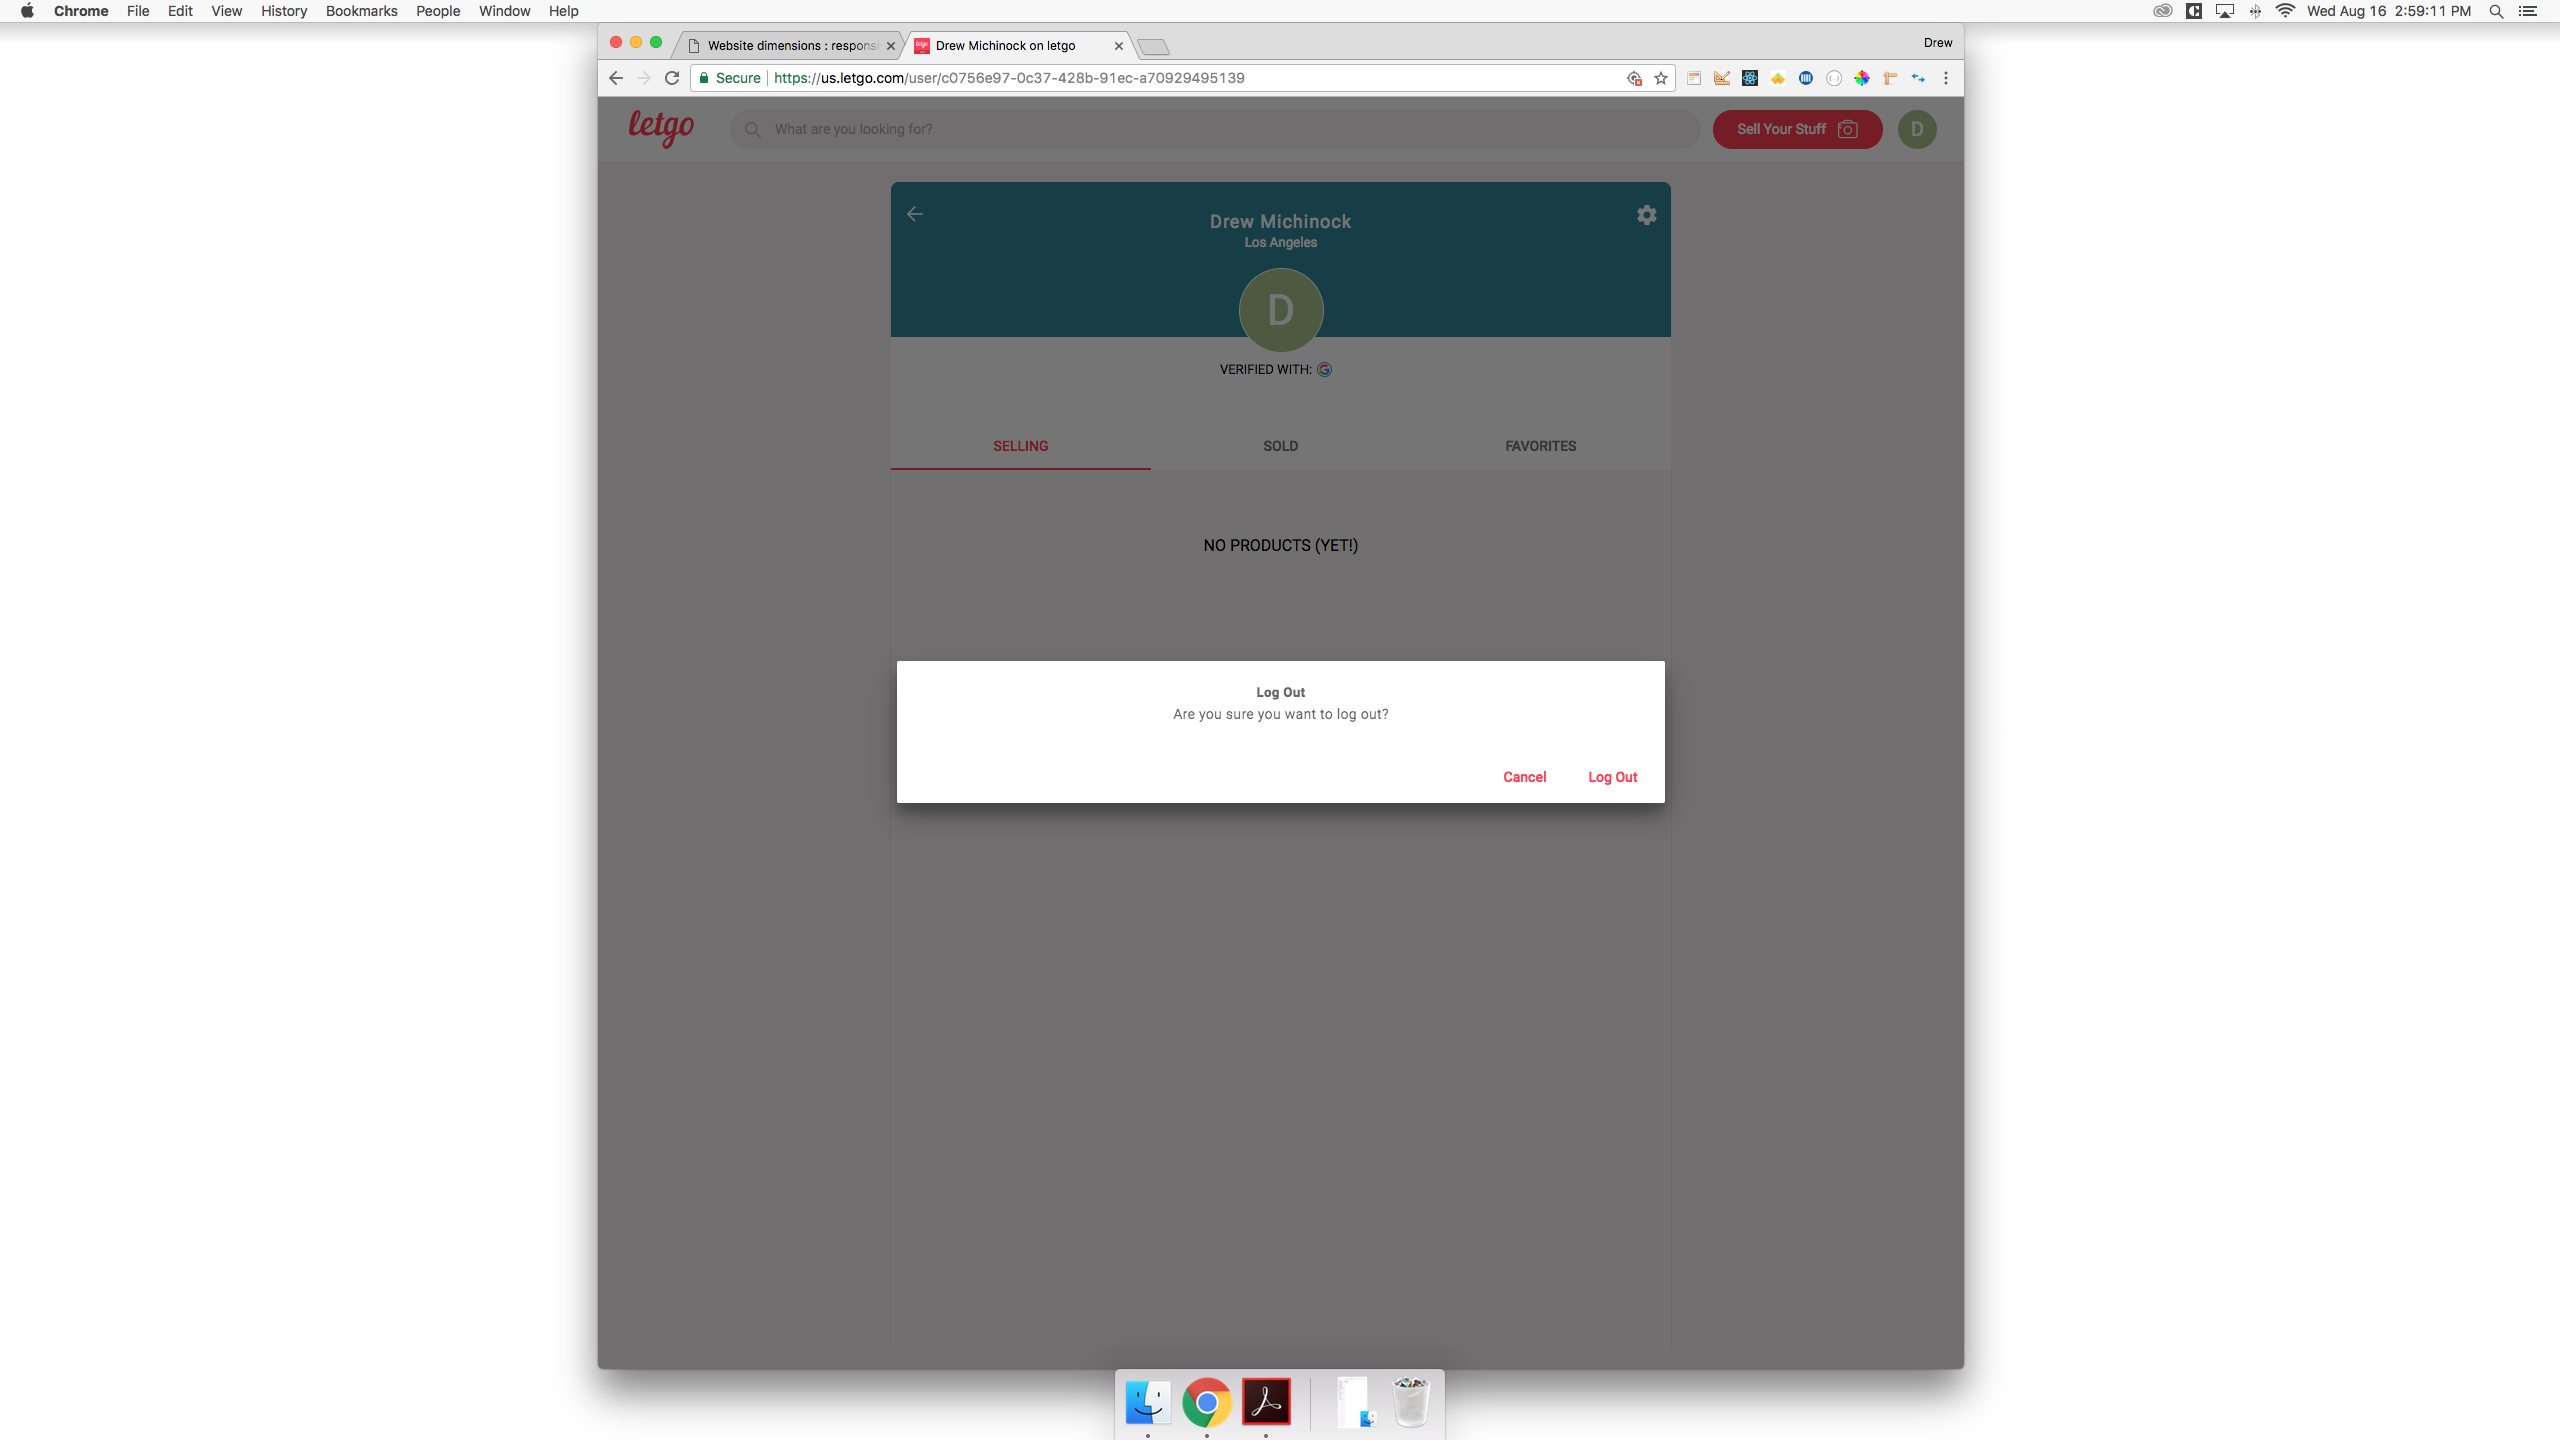 Chrome File Edit View History Bookmarks People Window Help
Wed Aug 16 2:59:11 PM
Website dimensions : responsi
Drew Michinock on letgo
Drew
Secure https://us.letgo.com/user/c0756e97-0c37-428b-91ec-a70929495139
letgo
What are you looking for?
Sell Your Stuff
D
Drew Michinock
Los Angeles
D
VERIFIED WITH:
SELLING SOLD FAVORITES
NO PRODUCTS (YET!)
Log Out
Are you sure you want to log out?
Cancel Log Out